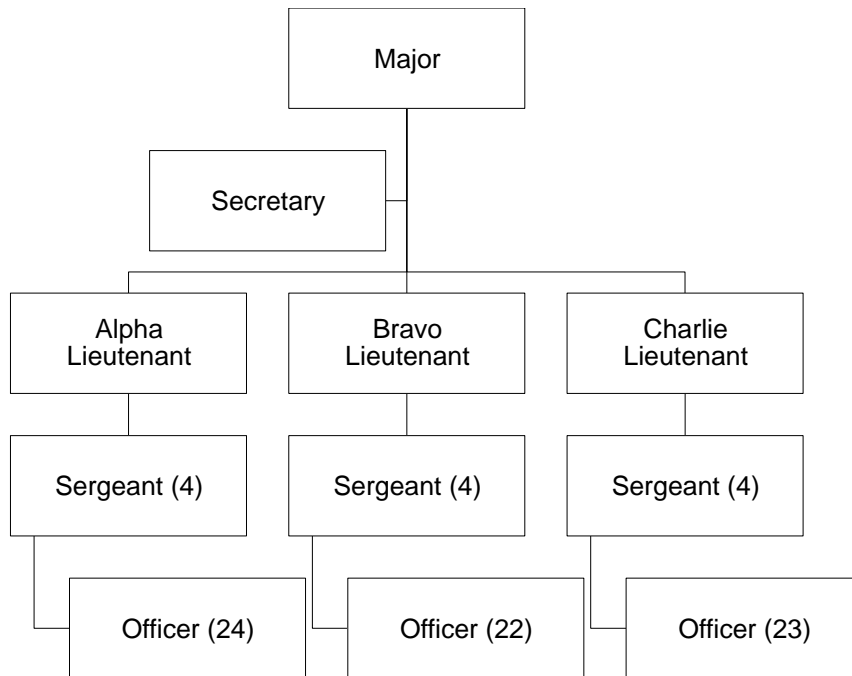 Major
Secretary
Alpha
Lieutenant
Bravo
Lieutenant
Charlie
Lieutenant
Sergeant (4)
Sergeant (4)
Sergeant (4)
Officer (24)
Officer (22)
Officer (23)